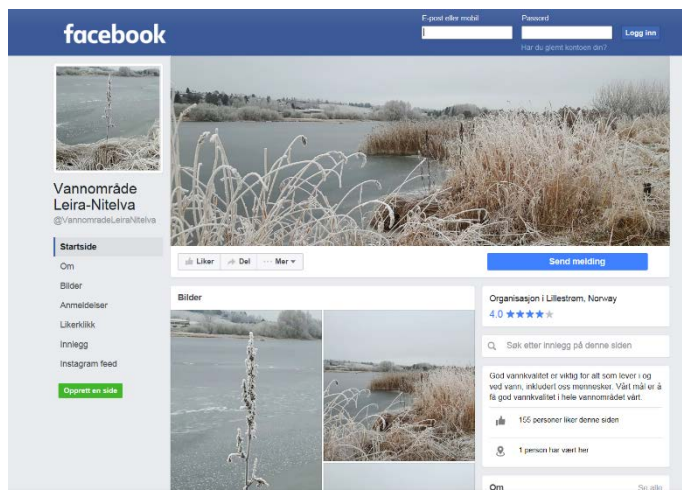 facebook
E-post eller mobil
Passord
Logg inn
Har du glemt kontoen din?
Vannområde
Leira-Nitelva
@VannomradeLeiraNitelva
Startside
Om
Bilder
Anmeldelser
Likerklikk
Innlegg
Instagram feed
Opprett en side
Liker
Del
Mer
Send melding
Bilder
Organisasjon i Lillestrøm, Norway
4.0
Søk etter innlegg på denne siden
God vannkvalitet er viktig for alt som lever i og
ved vann, inkludert oss mennesker. Vårt mål er å
få god vannkvalitet i hele vannområdet vårt.
155 personer liker denne siden
1 person har vært her
Om
Se alle